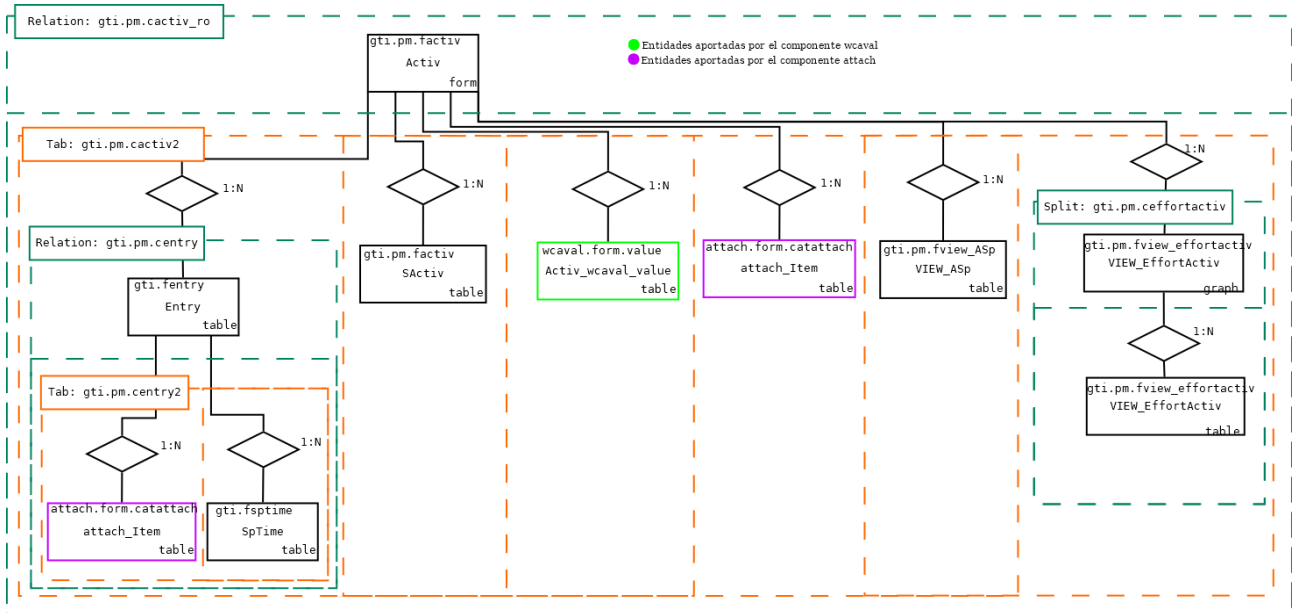 Relation: gti.pm.cactiv_ro
gti.pm.factiv
Activ
form
Entidades aportadas por el componente wcaval
Entidades aportadas por el componente attach
Tab: gti.pm.cactiv2
1:N
Relation: gti.pm.centry
gti.fentry
Entry
table
Tab: gti.pm.centry2
1:N
attach.form.catattach
attach_Item
table
1:N
gti.fsptime
SpTime
table
1:N
gti.pm.factiv
SActiv
table
1:N
wcaval.form.value
Activ_wcaval_value
table
1:N
attach.form.catattach
attach_Item
table
1:N
gti.pm.fview_ASp
VIEW_ASp
table
1:N
Split: gti.pm.ceffortactiv
gti.pm.fview_effortactiv
VIEW_EffortActiv
graph
1:N
gti.pm.fview_effortactiv
VIEW_EffortActiv
table